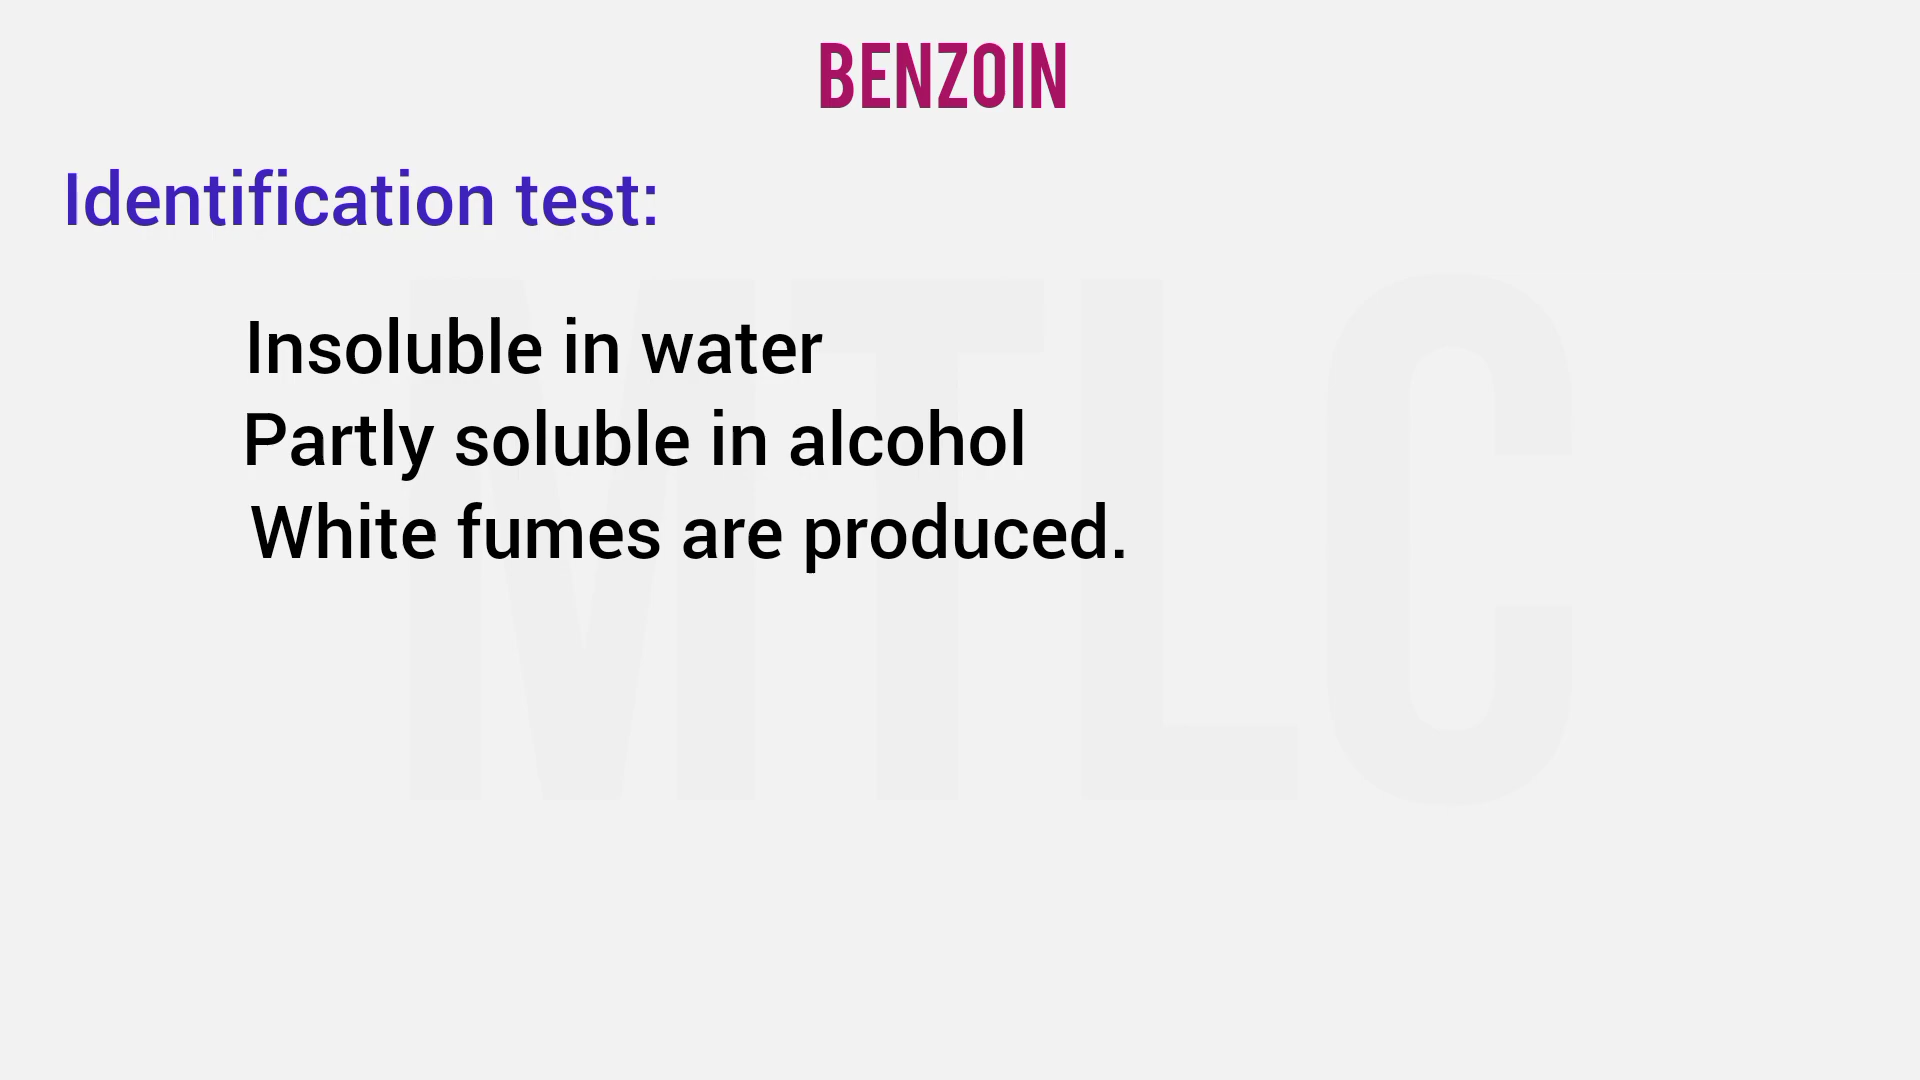 BENZOIN
Identification test:
Insoluble in water
Partly soluble in alcohol
White fumes are produced.
MTLC